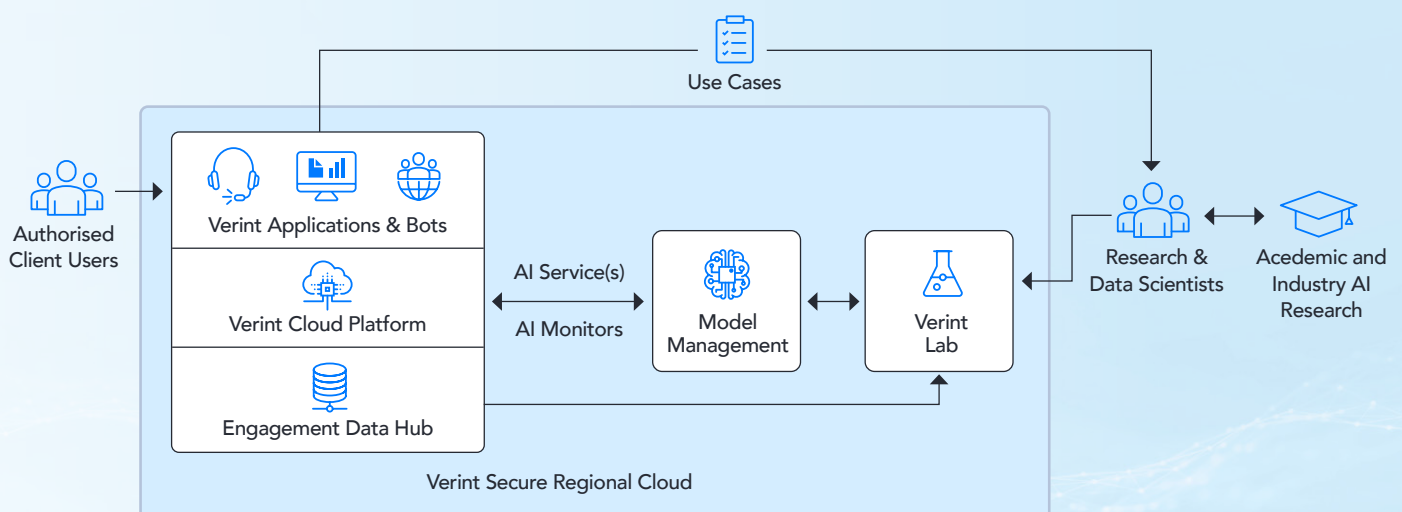 Use Cases
Authorised
Client Users
Verint Applications & Bots
Verint Cloud Platform
Engagement Data Hub
AI Service(s)
AI Monitors
Model
Management
Verint
Lab
Research &
Data Scientists
Acedemic and
Industry AI
Research
Verint Secure Regional Cloud